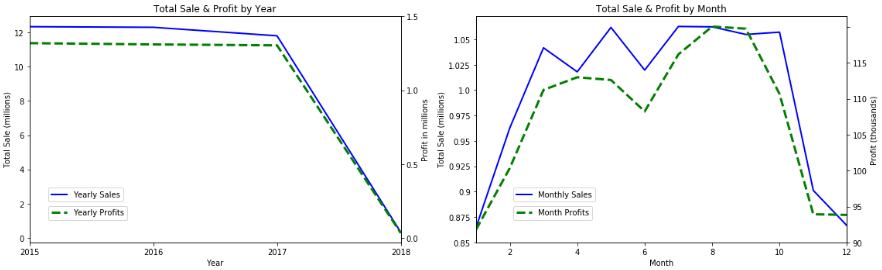 Total Sale & Profit by Year
12
10
8
6
4
2
0
Total Sale (millions)
1.5
1.0
0.5
0.0
Profit in millions
Yearly Sales
Yearly Profits
2015 2016 2017 2018
Year
Total Sale & Profit by Month
1.05
1.025
1.0
0.975
0.95
0.925
0.9
0.875
0.85
Total Sale (millions)
115
110
105
100
95
90
Profit (thousands)
Monthly Sales
Month Profits
2 4 6 8 10 12
Month